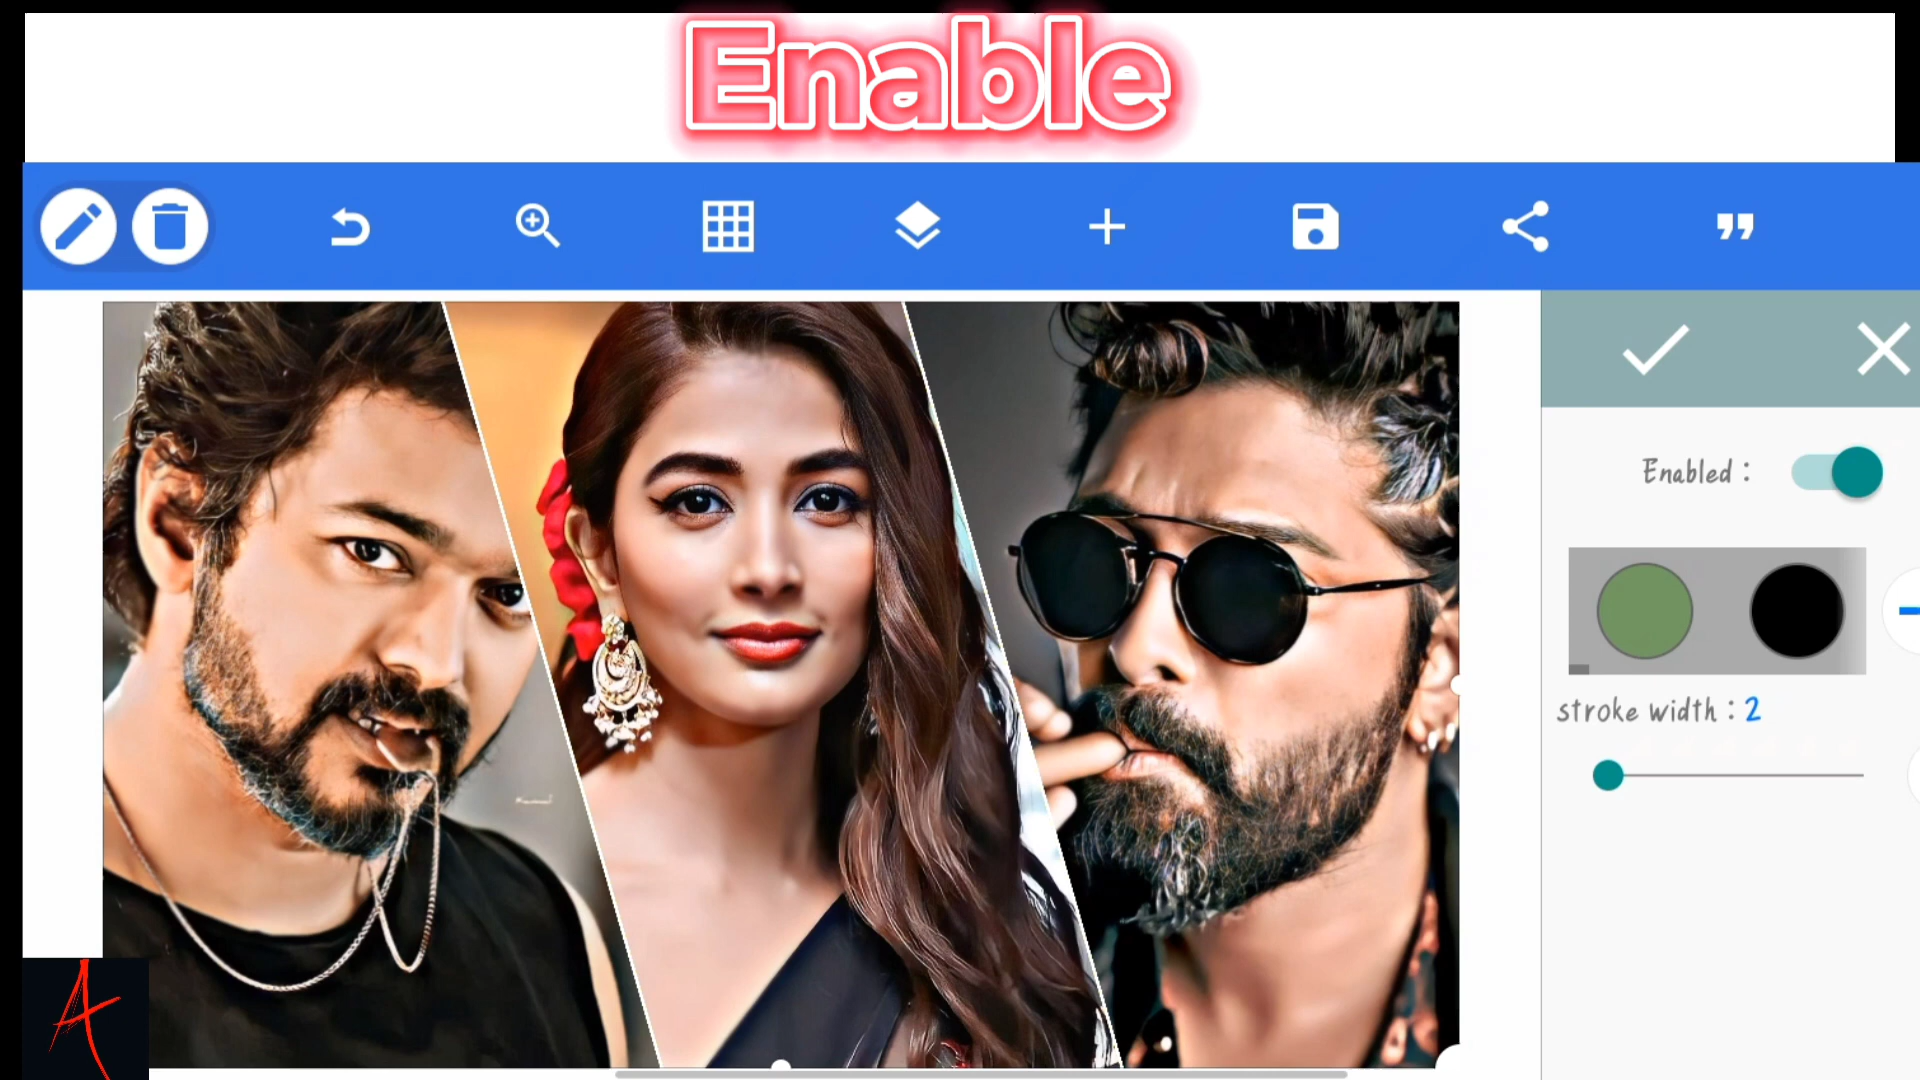 Enable
Enabled :
stroke width : 2